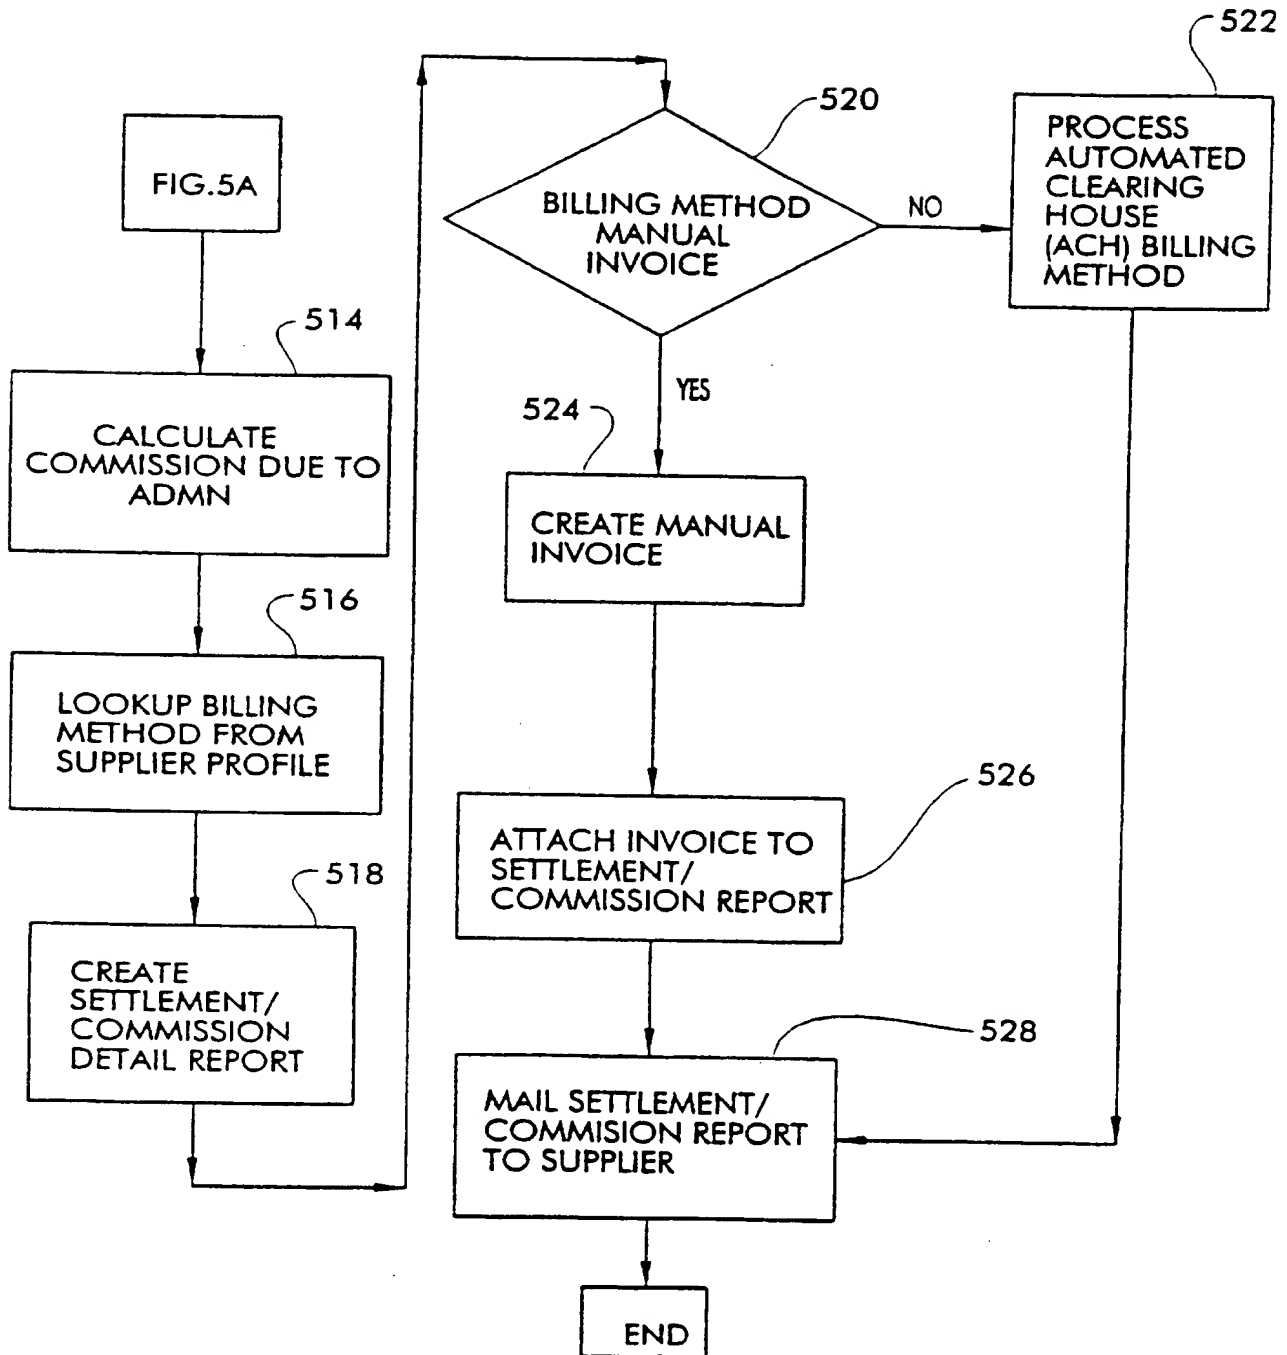 FIG.5A
514
CALCULATE
COMMISSION DUE TO
ADMN
516
LOOKUP BILLING
METHOD FROM
SUPPLIER PROFILE
518
CREATE
SETTLEMENT/
COMMISSION
DETAIL REPORT
520
BILLING METHOD
MANUAL
INVOICE
NO
YES
522
PROCESS
AUTOMATED
CLEARING
HOUSE
(ACH) BILLING
METHOD
524
CREATE MANUAL
INVOICE
526
ATTACH INVOICE TO
SETTLEMENT/
COMMISSION REPORT
528
MAIL SETTLEMENT/
COMMISION REPORT
TO SUPPLIER
END